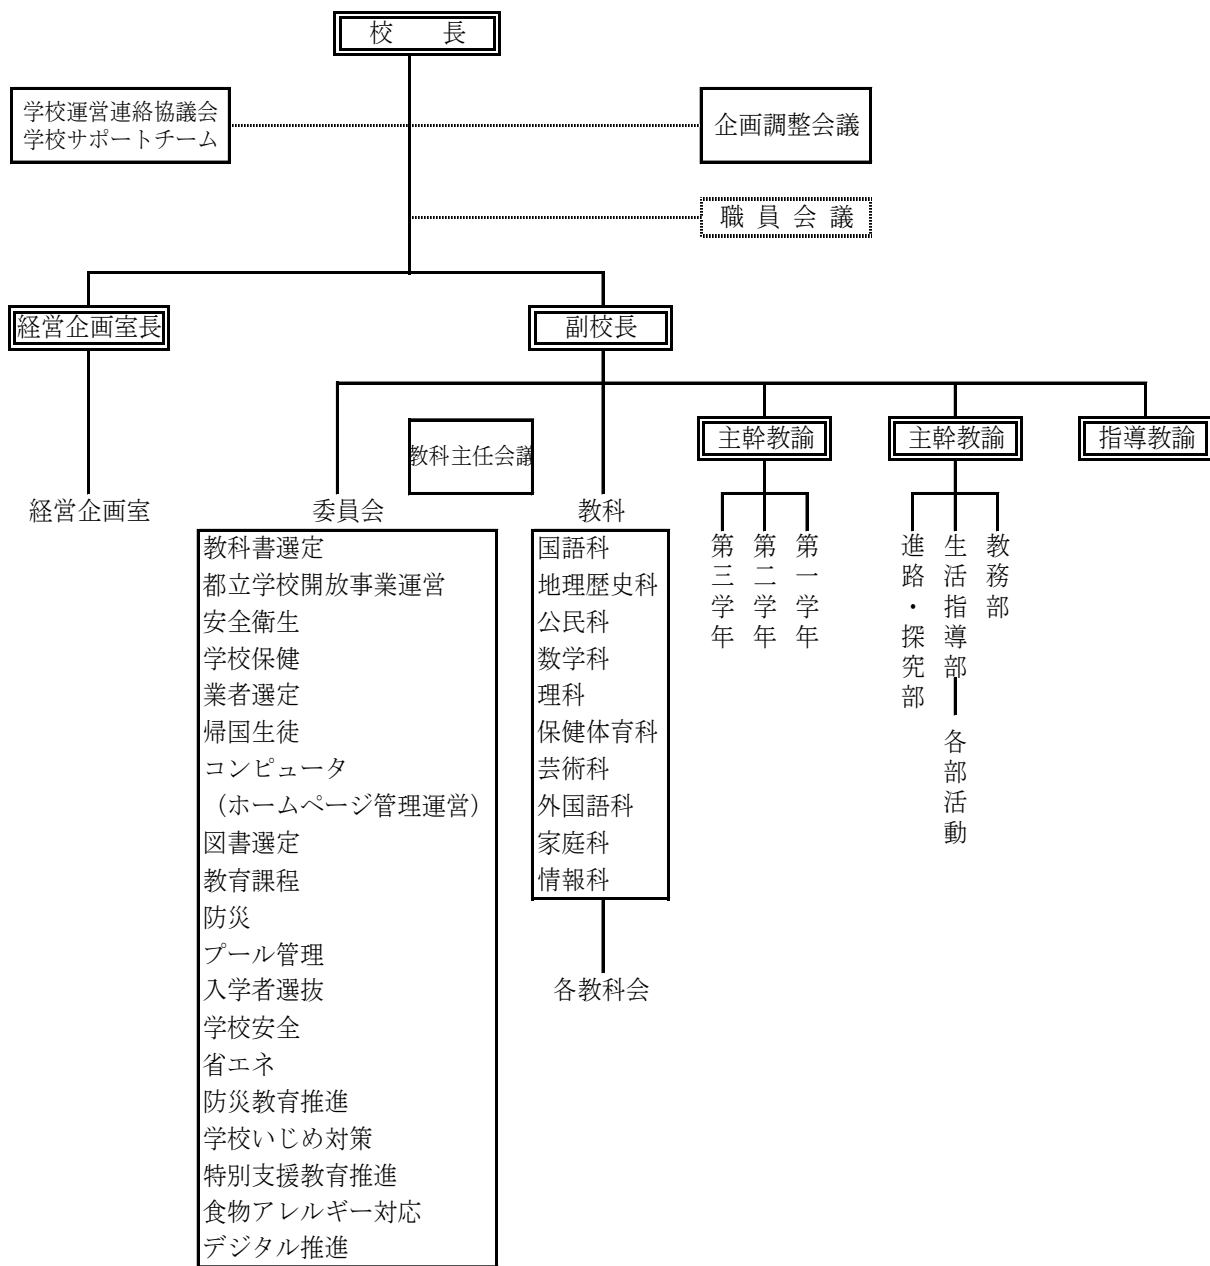 校　　長
学校運営連絡協議会
学校サポートチーム
企画調整会議
職 員 会 議
経営企画室長
副校長
主幹教諭
主幹教諭
指導教諭
教科主任会議
経営企画室
委員会
教科書選定
都立学校開放事業運営
安全衛生
学校保健
業者選定
帰国生徒
コンピュータ
（ホームページ管理運営）
図書選定
教育課程
防災
プール管理
入学者選抜
学校安全
省エネ
防災教育推進
学校いじめ対策
特別支援教育推進
食物アレルギー対応
デジタル推進
教科
国語科
地理歴史科
公民科
数学科
理科
保健体育科
芸術科
外国語科
家庭科
情報科
各教科会
第三学年
第二学年
第一学年
進路・探究部
生活指導部
各部活動
教務部